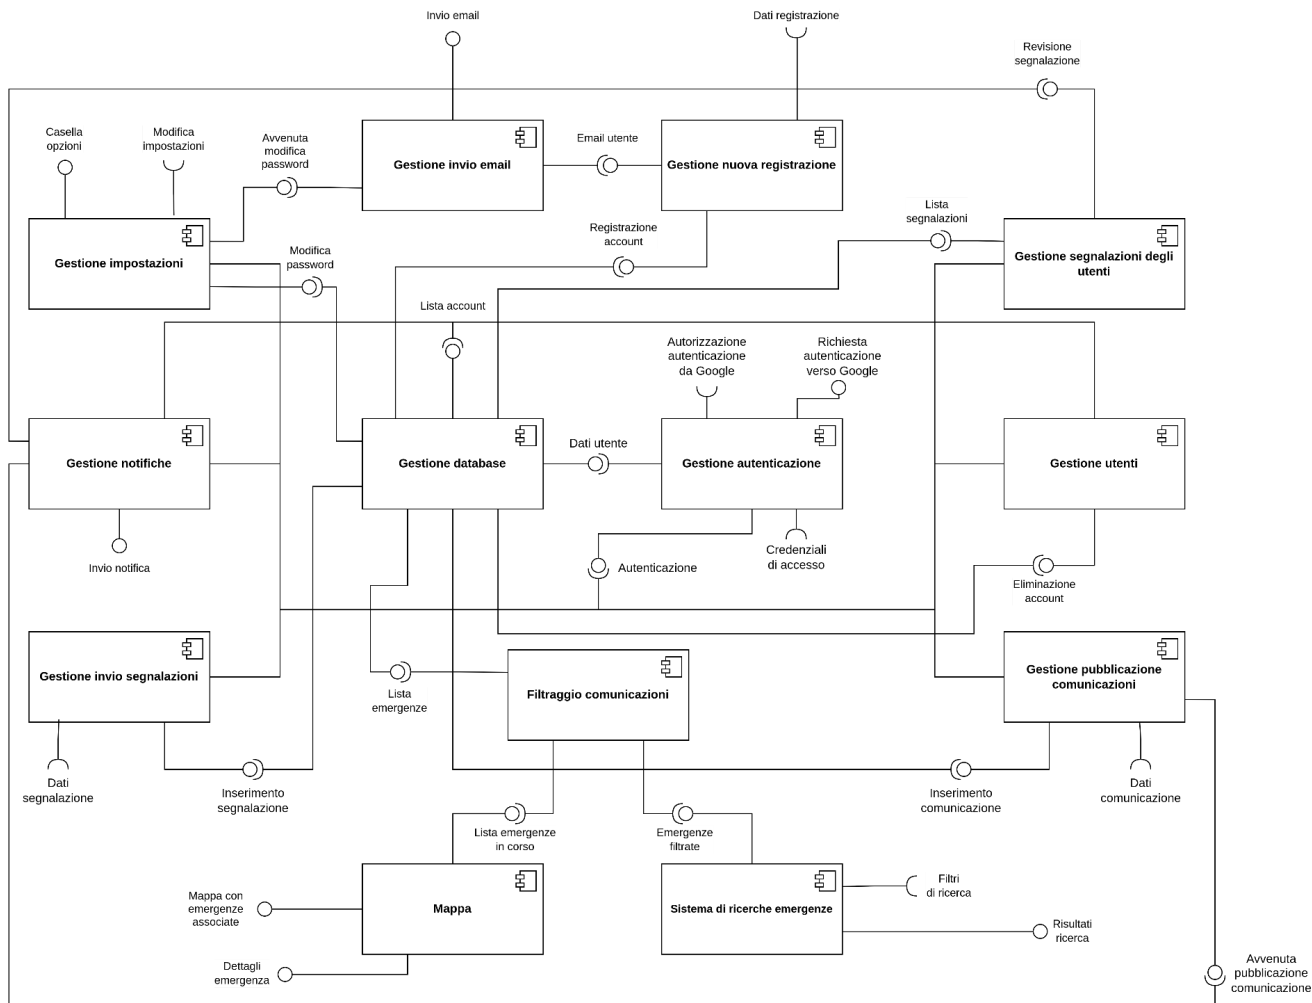 Invio email
Dati registrazione
Revisione
segnalazione
Casella
opzioni
Modifica
impostazioni
Avvenuta
modifica
password
Gestione invio email
Email utente
Gestione nuova registrazione
Lista
segnalazioni
Registrazione
account
Gestione impostazioni
Modifica
password
Gestione segnalazioni degli
utenti
Lista account
Autorizzazione
autenticazione
da Google
Richiesta
autenticazione
verso Google
Gestione notifiche
Gestione database
Dati utente
Gestione autenticazione
Gestione utenti
Invio notifica
Autenticazione
Credenziali
di accesso
Eliminazione
account
Gestione invio segnalazioni
Lista
emergenze
Filtraggio comunicazioni
Gestione pubblicazione
comunicazioni
Dati
segnalazione
Inserimento
segnalazione
Inserimento
comunicazione
Dati
comunicazione
Lista emergenze
in corso
Emergenze
filtrate
Mappa con
emergenze
associate
Mappa
Sistema di ricerche emergenze
Filtri
di ricerca
Risultati
ricerca
Dettagli
emergenza
Avvenuta
pubblicazione
comunicazione